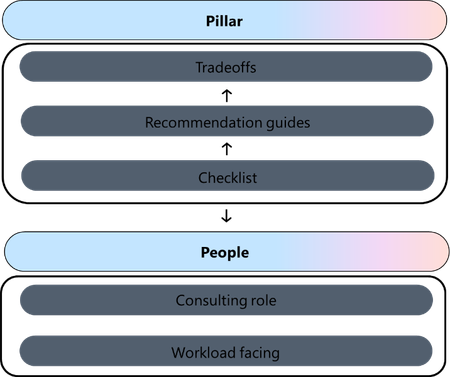 Pillar
Tradeoffs
Recommendation guides
Checklist
People
Consulting role
Workload facing